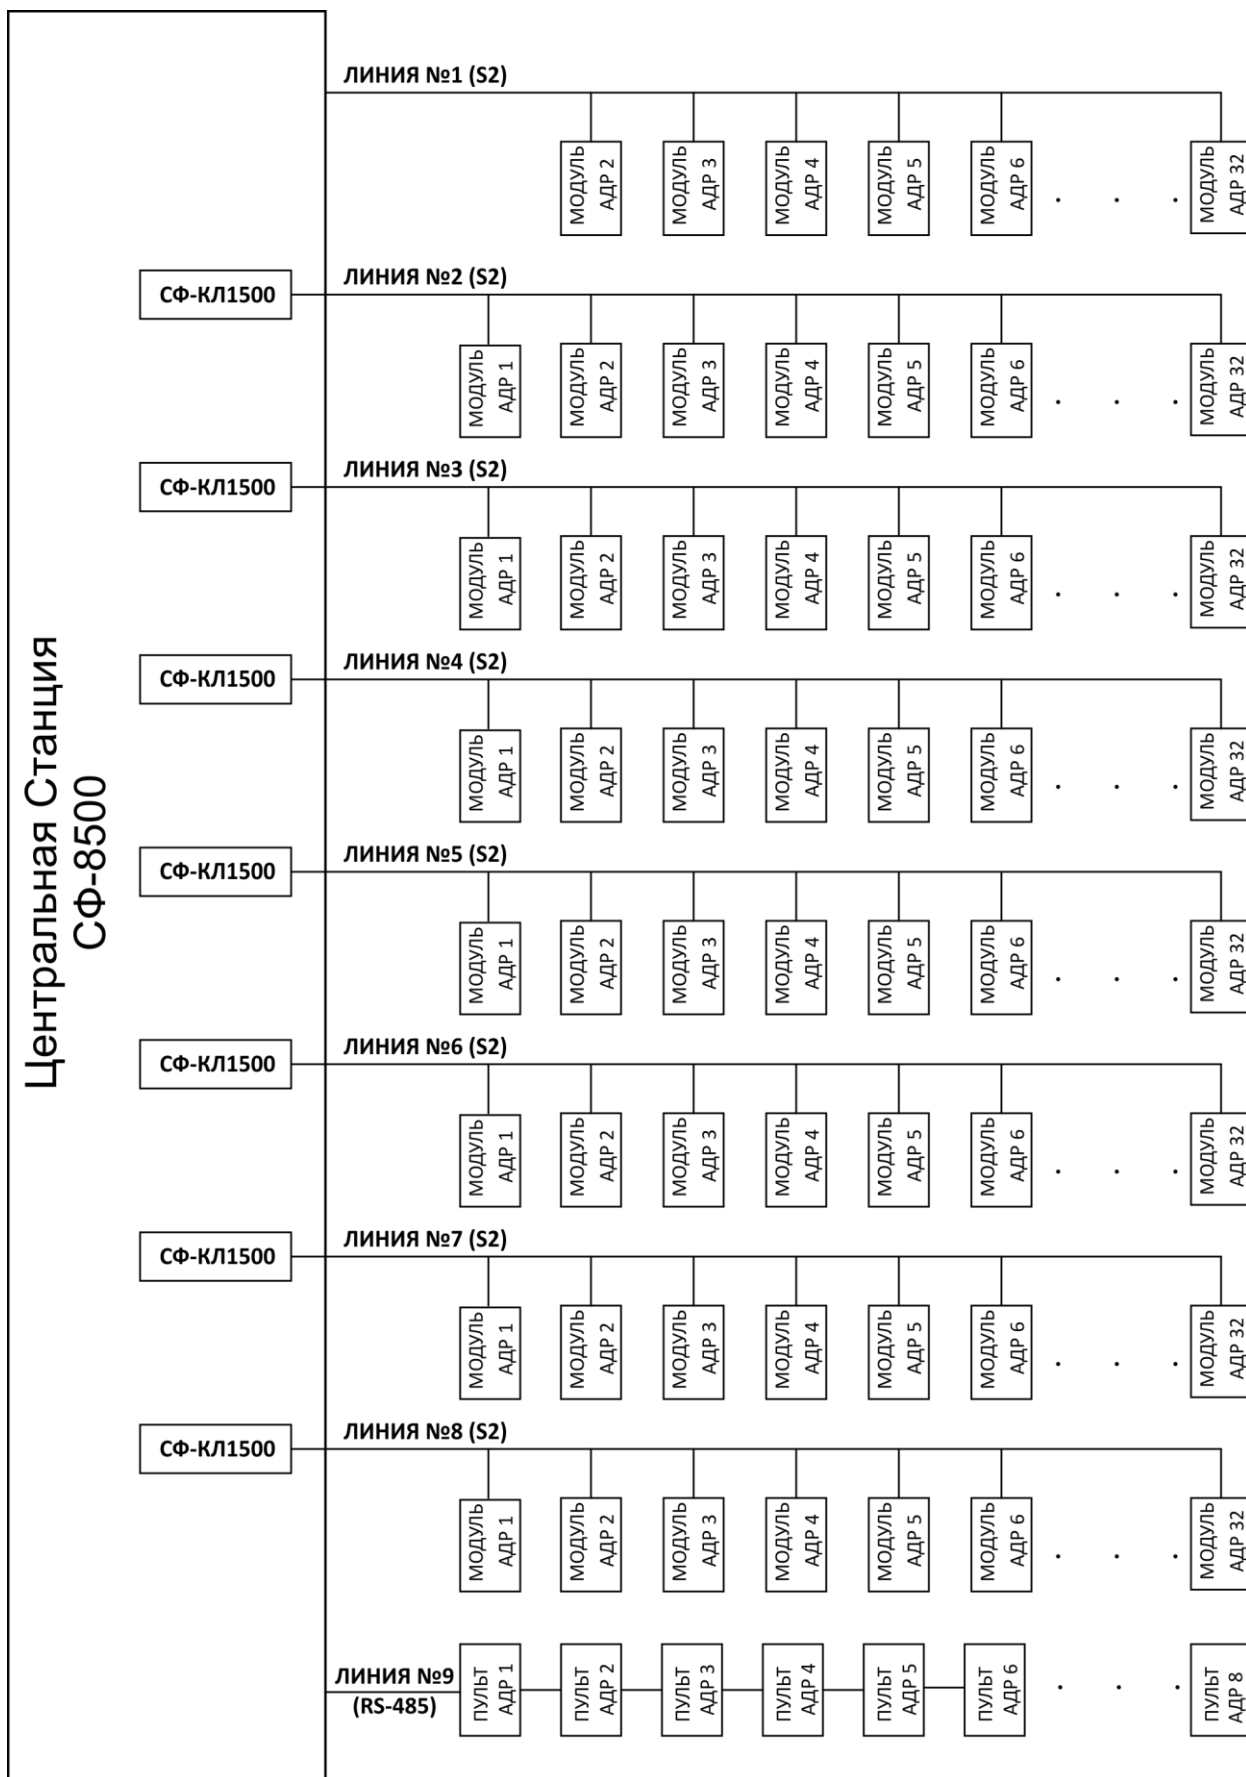 Центральная Станция
СФ-8500
ЛИНИЯ №1 (S2)
МОДУЛЬ
АДР 2
МОДУЛЬ
АДР 3
МОДУЛЬ
АДР 4
МОДУЛЬ
АДР 5
МОДУЛЬ
АДР 6
. . .
МОДУЛЬ
АДР 32
СФ-КЛ1500
ЛИНИЯ №2 (S2)
МОДУЛЬ
АДР 1
МОДУЛЬ
АДР 2
МОДУЛЬ
АДР 3
МОДУЛЬ
АДР 4
МОДУЛЬ
АДР 5
МОДУЛЬ
АДР 6
. . .
МОДУЛЬ
АДР 32
СФ-КЛ1500
ЛИНИЯ №3 (S2)
МОДУЛЬ
АДР 1
МОДУЛЬ
АДР 2
МОДУЛЬ
АДР 3
МОДУЛЬ
АДР 4
МОДУЛЬ
АДР 5
МОДУЛЬ
АДР 6
. . .
МОДУЛЬ
АДР 32
СФ-КЛ1500
ЛИНИЯ №4 (S2)
МОДУЛЬ
АДР 1
МОДУЛЬ
АДР 2
МОДУЛЬ
АДР 3
МОДУЛЬ
АДР 4
МОДУЛЬ
АДР 5
МОДУЛЬ
АДР 6
. . .
МОДУЛЬ
АДР 32
СФ-КЛ1500
ЛИНИЯ №5 (S2)
МОДУЛЬ
АДР 1
МОДУЛЬ
АДР 2
МОДУЛЬ
АДР 3
МОДУЛЬ
АДР 4
МОДУЛЬ
АДР 5
МОДУЛЬ
АДР 6
. . .
МОДУЛЬ
АДР 32
СФ-КЛ1500
ЛИНИЯ №6 (S2)
МОДУЛЬ
АДР 1
МОДУЛЬ
АДР 2
МОДУЛЬ
АДР 3
МОДУЛЬ
АДР 4
МОДУЛЬ
АДР 5
МОДУЛЬ
АДР 6
. . .
МОДУЛЬ
АДР 32
СФ-КЛ1500
ЛИНИЯ №7 (S2)
МОДУЛЬ
АДР 1
МОДУЛЬ
АДР 2
МОДУЛЬ
АДР 3
МОДУЛЬ
АДР 4
МОДУЛЬ
АДР 5
МОДУЛЬ
АДР 6
. . .
МОДУЛЬ
АДР 32
СФ-КЛ1500
ЛИНИЯ №8 (S2)
МОДУЛЬ
АДР 1
МОДУЛЬ
АДР 2
МОДУЛЬ
АДР 3
МОДУЛЬ
АДР 4
МОДУЛЬ
АДР 5
МОДУЛЬ
АДР 6
. . .
МОДУЛЬ
АДР 32
ЛИНИЯ №9
(RS-485)
ПУЛЬТ
АДР 1
ПУЛЬТ
АДР 2
ПУЛЬТ
АДР 3
ПУЛЬТ
АДР 4
ПУЛЬТ
АДР 5
ПУЛЬТ
АДР 6
. . .
ПУЛЬТ
АДР 8